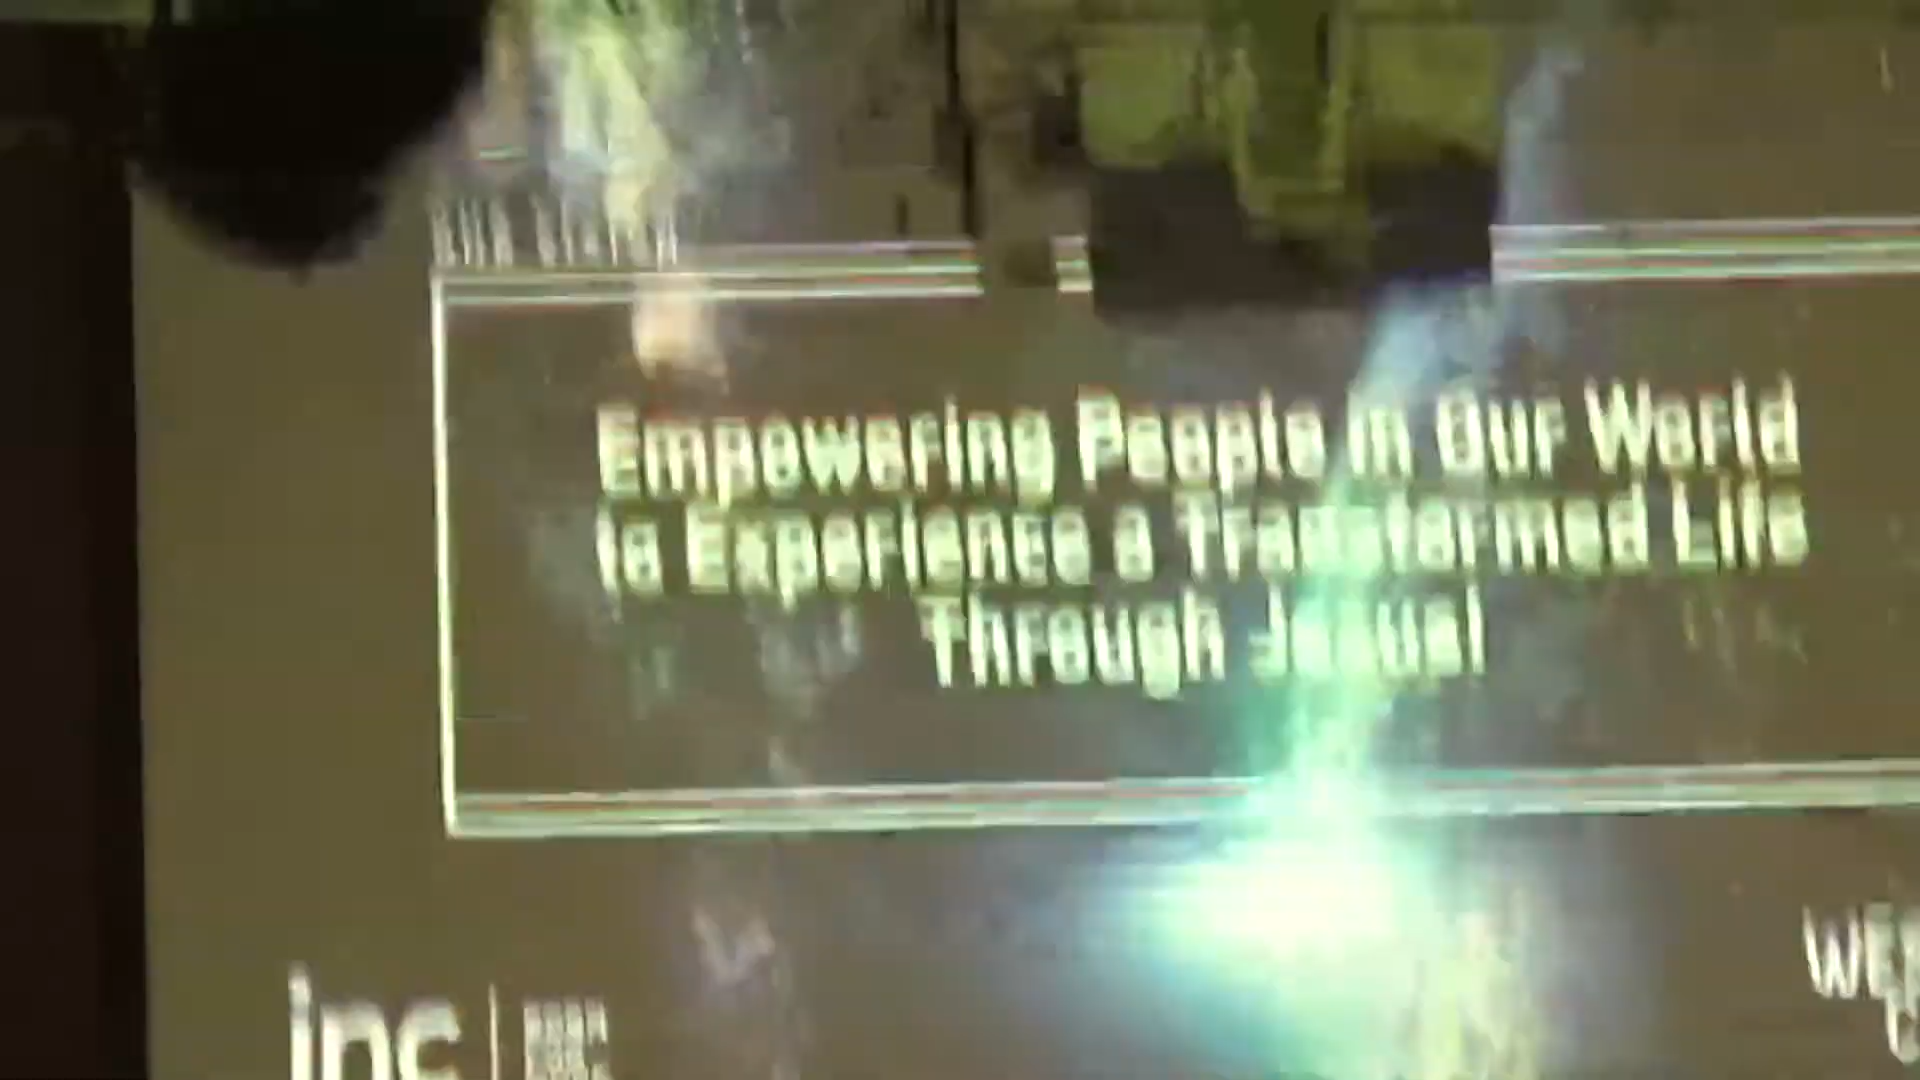 Empowering People in Our World
to Experience a Transformed Life
Through Jesus!
inc